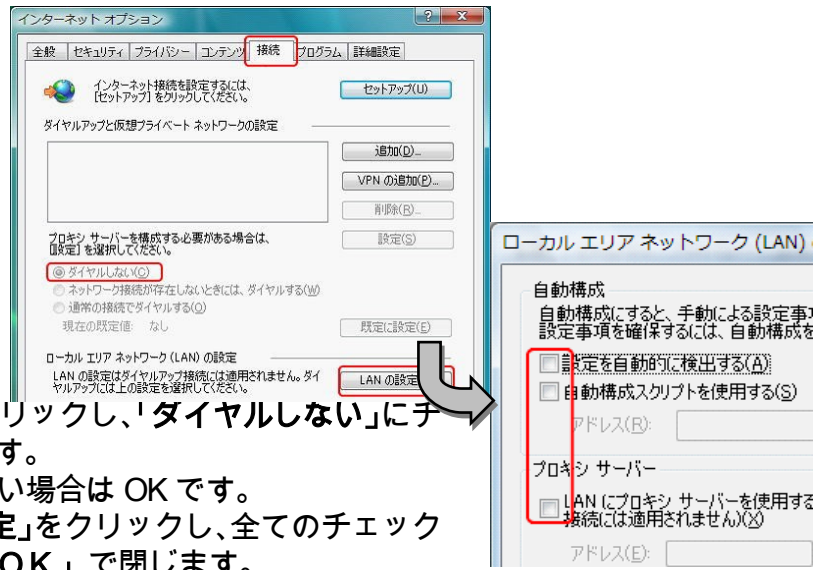 インターネット オプション
全般 セキュリティ プライバシー コンテンツ 接続 プログラム 詳細設定
インターネット接続を設定するには、
[セットアップ] をクリックしてください。
セットアップ(U)
ダイヤルアップと仮想プライベート ネットワークの設定
追加(D)...
VPN の追加(P)...
削除(R)...
プロキシ サーバーを構成する必要がある場合は、
[設定] を選択してください。
設定(S)
ダイヤルしない(C)
ネットワーク接続が存在しないときには、ダイヤルする(W)
通常の接続でダイヤルする(O)
現在の既定値: なし
既定に設定(E)
ローカル エリア ネットワーク (LAN) の設定
LAN の設定はダイヤルアップ接続には適用されません。ダイ
ヤルアップには上の設定を選択してください。
LAN の設定
リックし、「ダイヤルしない」にチ
す。
い場合は OK です。
定」をクリックし、全てのチェック
OK」で閉じます。
ローカル エリア ネットワーク (LAN)
自動構成
自動構成にすると、手動による設定事項
設定事項を確保するには、自動構成を
設定を自動的に検出する(A)
自動構成スクリプトを使用する(S)
アドレス(R):
プロキシ サーバー
LAN にプロキシ サーバーを使用する
接続には適用されません)(X)
アドレス(E):